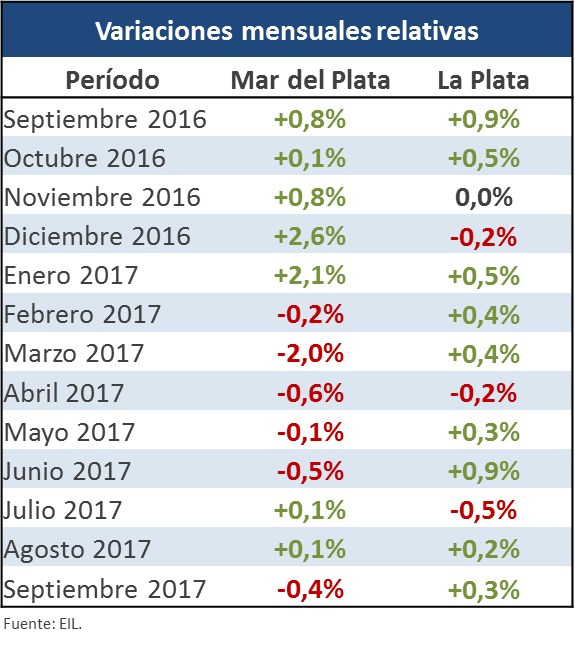 Variaciones mensuales relativas
Período Mar del Plata La Plata
Septiembre 2016 +0,8% +0,9%
Octubre 2016 +0,1% +0,5%
Noviembre 2016 +0,8% 0,0%
Diciembre 2016 +2,6% -0,2%
Enero 2017 +2,1% +0,5%
Febrero 2017 -0,2% +0,4%
Marzo 2017 -2,0% +0,4%
Abril 2017 -0,6% -0,2%
Mayo 2017 -0,1% +0,3%
Junio 2017 -0,5% +0,9%
Julio 2017 +0,1% -0,5%
Agosto 2017 +0,1% +0,2%
Septiembre 2017 -0,4% +0,3%
Fuente: EIL.